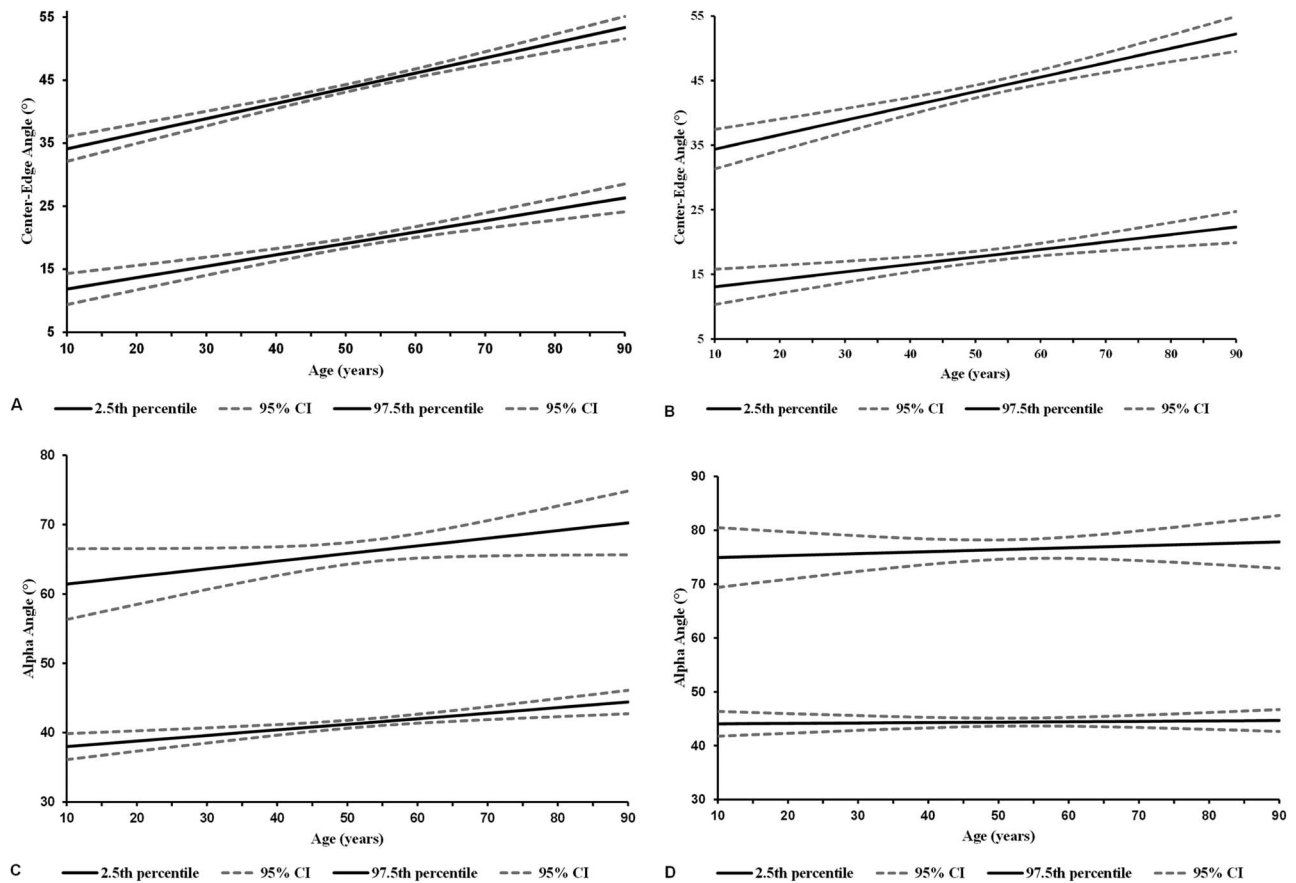 55
45
35
25
15
5
Center-Edge Angle (°)
10 20 30 40 50 60 70 80 90
Age (years)
A 2.5th percentile 95% CI 97.5th percentile 95% CI
55
45
35
25
15
5
Center-Edge Angle (°)
10 20 30 40 50 60 70 80 90
Age (years)
B 2.5th percentile 95% CI 97.5th percentile 95% CI
80
70
60
50
40
30
Alpha Angle (°)
10 20 30 40 50 60 70 80 90
Age (years)
C 2.5th percentile 95% CI 97.5th percentile 95% CI
90
80
70
60
50
40
30
Alpha Angle (°)
10 20 30 40 50 60 70 80 90
Age (years)
D 2.5th percentile 95% CI 97.5th percentile 95% CI